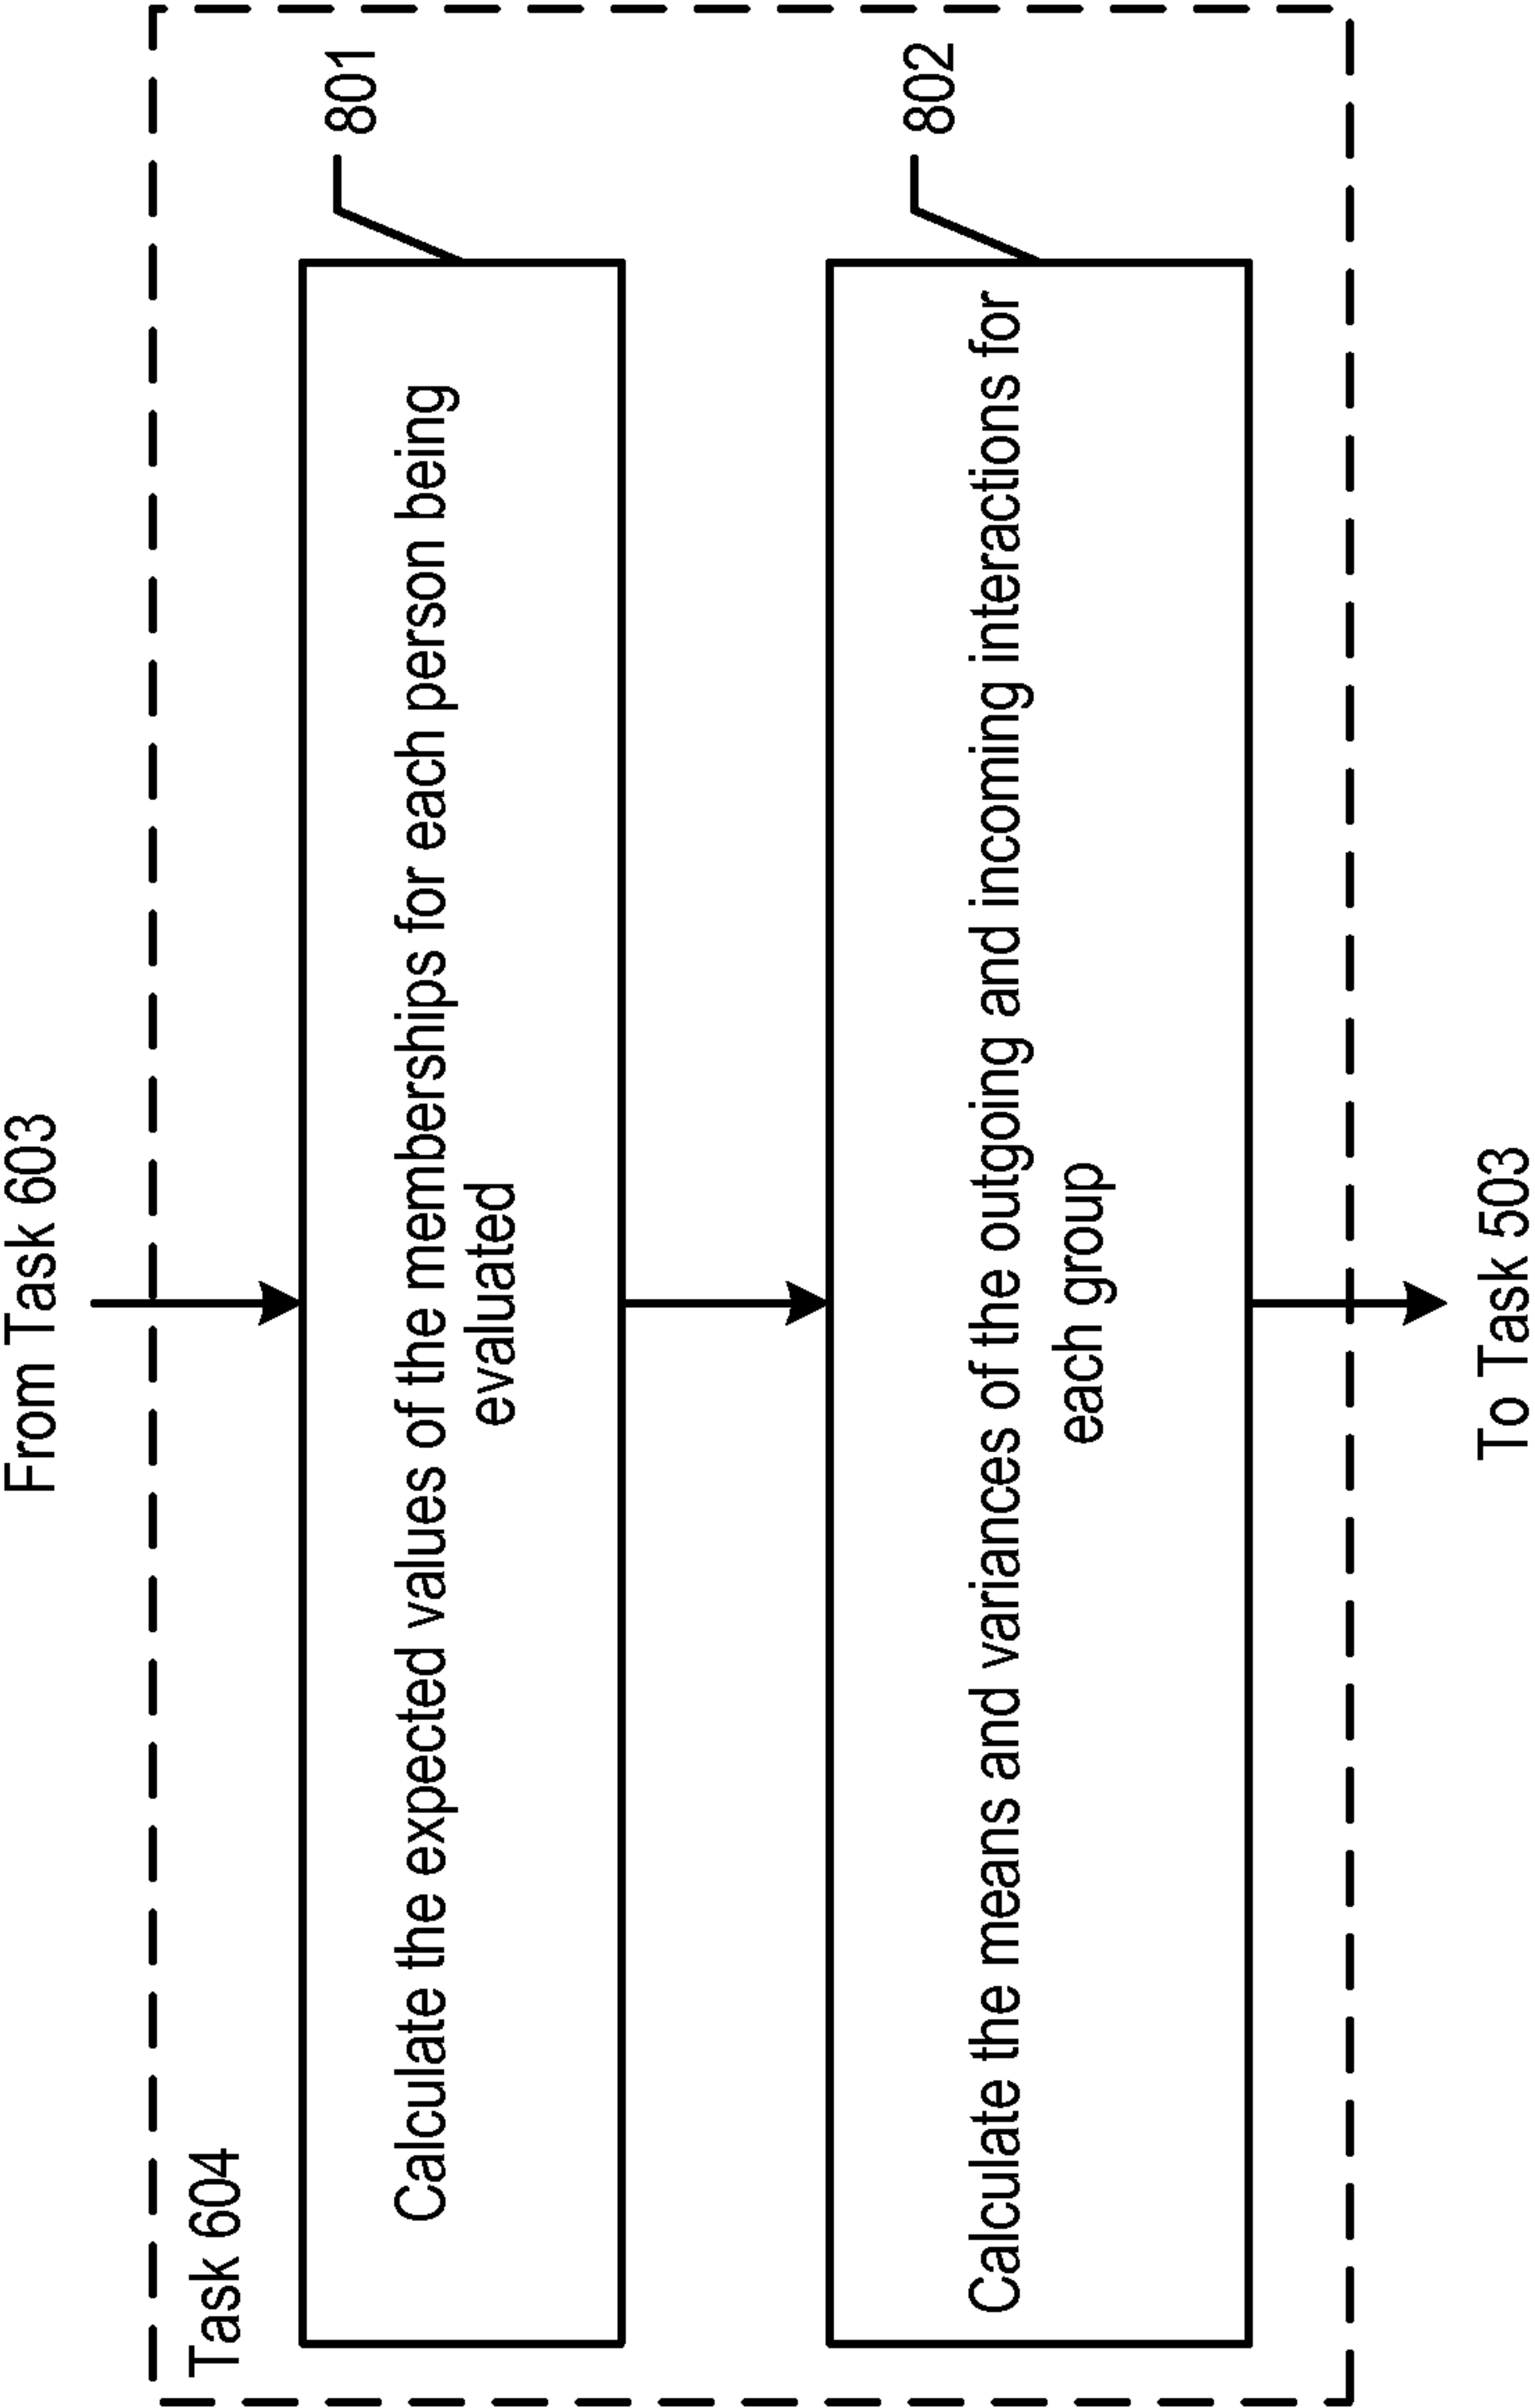 From Task 603
Task 604
801
Calculate the expected values of the memberships for each person being
evaluated
802
Calculate the means and variances of the outgoing and incoming interactions for
each group
To Task 503